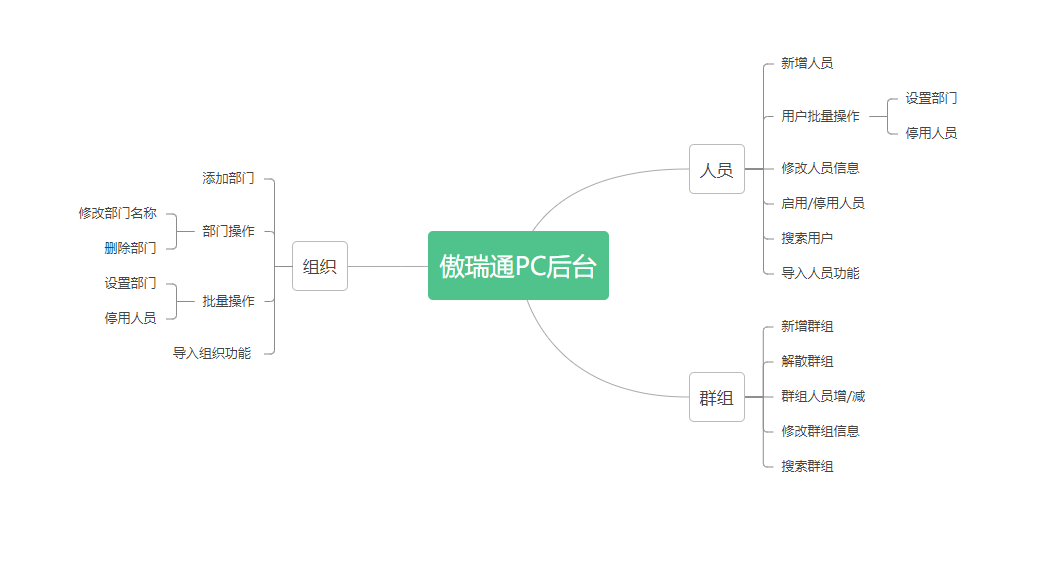 傲瑞通PC后台
人员
新增人员
用户批量操作
设置部门
停用人员
修改人员信息
启用/停用人员
搜索用户
导入人员功能
群组
新增群组
解散群组
群组人员增/减
修改群组信息
搜索群组
组织
添加部门
部门操作
修改部门名称
删除部门
批量操作
设置部门
停用人员
导入组织功能